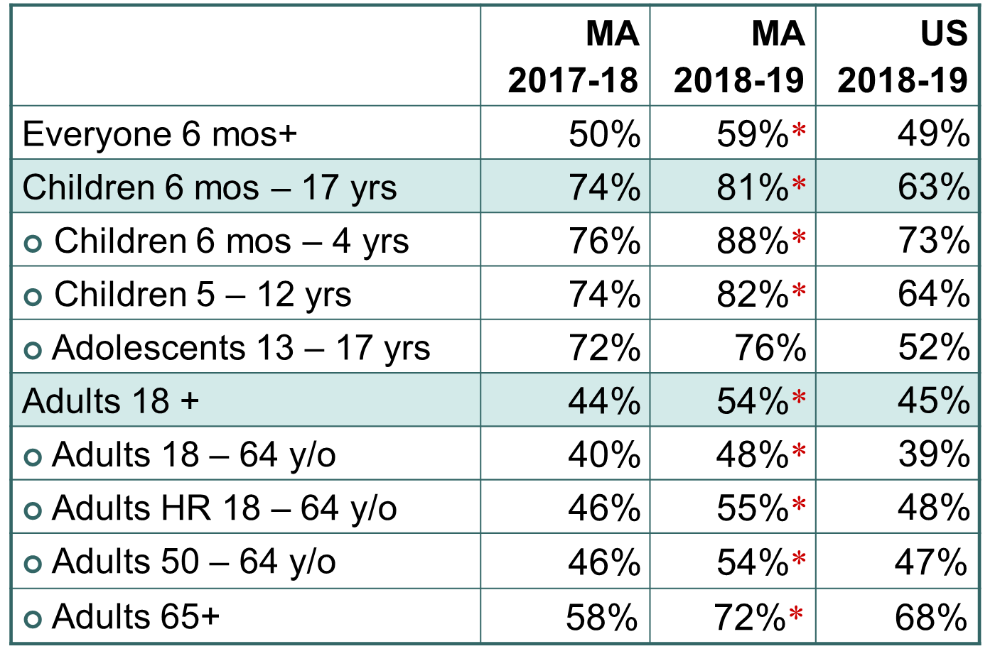 MA 2017-18 MA 2018-19 US 2018-19
Everyone 6 mos+ 50% 59%* 49%
Children 6 mos – 17 yrs 74% 81%* 63%
Children 6 mos – 4 yrs 76% 88%* 73%
Children 5 – 12 yrs 74% 82%* 64%
Adolescents 13 – 17 yrs 72% 76% 52%
Adults 18 + 44% 54%* 45%
Adults 18 – 64 y/o 40% 48%* 39%
Adults HR 18 – 64 y/o 46% 55%* 48%
Adults 50 – 64 y/o 46% 54%* 47%
Adults 65+ 58% 72%* 68%